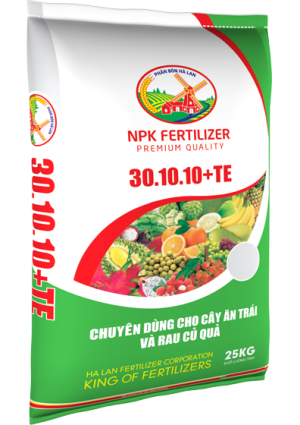 PHÂN BÓN HÀ LAN
NPK FERTILIZER
PREMIUM QUALITY
30.10.10+TE
30.10.10+TE
CHUYÊN DÙNG CHO CÂY ĂN TRÁI
VÀ RAU CỦ QUẢ
HA LAN FERTILIZER CORPORATION
KING OF FERTILIZERS
25KG